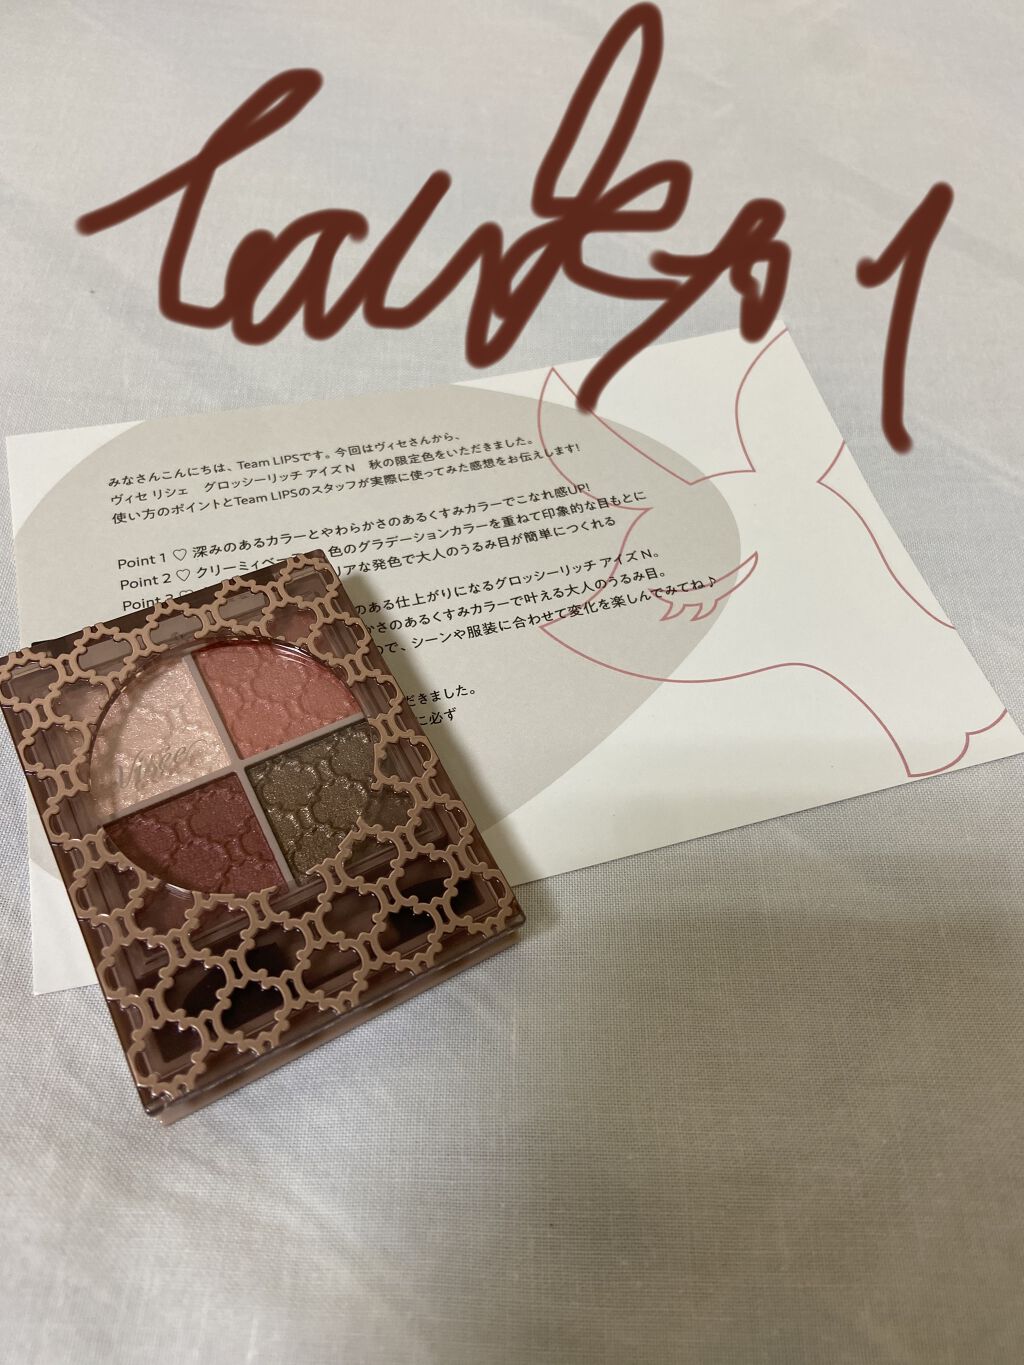 みなさんこんにちは、Team LIPSです。今回はヴィセさんから、
ヴィセ リシェ グロッシーリッチ アイズ N 秋の限定色をいただきました。
使い方のポイントとTeam LIPSのスタッフが実際に使ってみた感想をお伝えします!
Point 1 ♡ 深みのあるカラーとやわらかさのあるくすみカラーでこなれ感UP!
Point 2 ♡ クリーミィベー 色のグラデーションカラーを重ねて印象的な目もとに
Point 3 リアな発色で大人のうるみ目が簡単につくれる
のある仕上がりになるグロッシーリッチ アイズ N。
かさのあるくすみカラーで叶える大人のうるみ目。
ので、シーンや服装に合わせて変化を楽しんでみてね♪
だきました。
に必ず
Visée